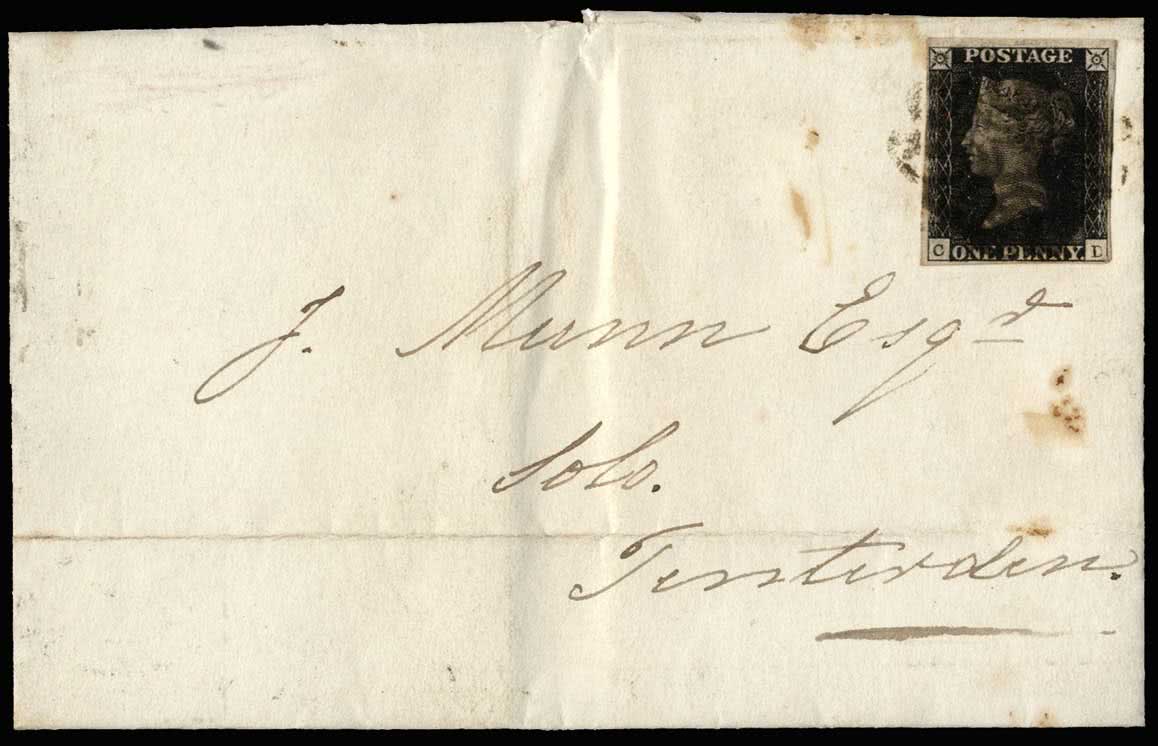 POSTAGE
C ONE PENNY. D
J. Munn Esqr
Solr.
Tenterden.